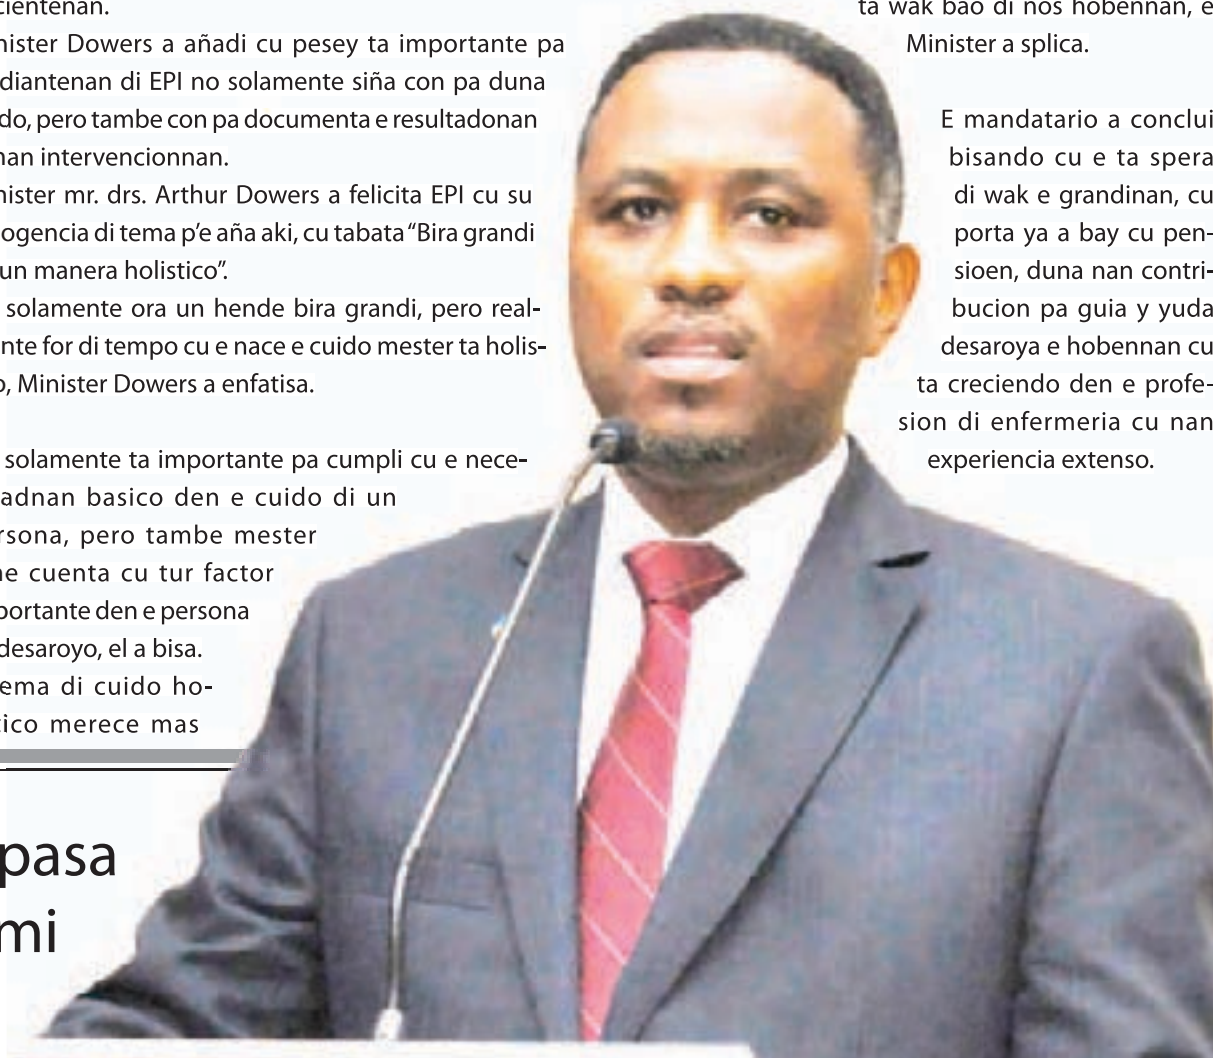 cientenan.
nister Dowers a añadi cu pesey ta importante pa
diantenan di EPI no solamente siña con pa duna
do, pero tambe con pa documenta e resultadonan
nan intervencionnan.
nister mr. drs. Arthur Dowers a felicita EPI cu su
ogencia di tema p’e aña aki, cu tabata “Bira grandi
un manera holistico”.
solamente ora un hende bira grandi, pero real-
nte for di tempo cu e nace e cuido mester ta holis-
o, Minister Dowers a enfatisa.
solamente ta importante pa cumpli cu e nece-
adnan basico den e cuido di un
rsona, pero tambe mester
ne cuenta cu tur factor
portante den e persona
desaroyo, el a bisa.
ema di cuido ho-
tico merece mas
ta wak bao di nos hobennan, e
Minister a splica.
E mandatario a conclui
bisando cu e ta spera
di wak e grandinan, cu
porta ya a bay cu pen-
sioen, duna nan contri-
bucion pa guia y yuda
desaroya e hobennan cu
ta creciendo den e profe-
sion di enfermeria cu nan
experiencia extenso.
pasa
mi